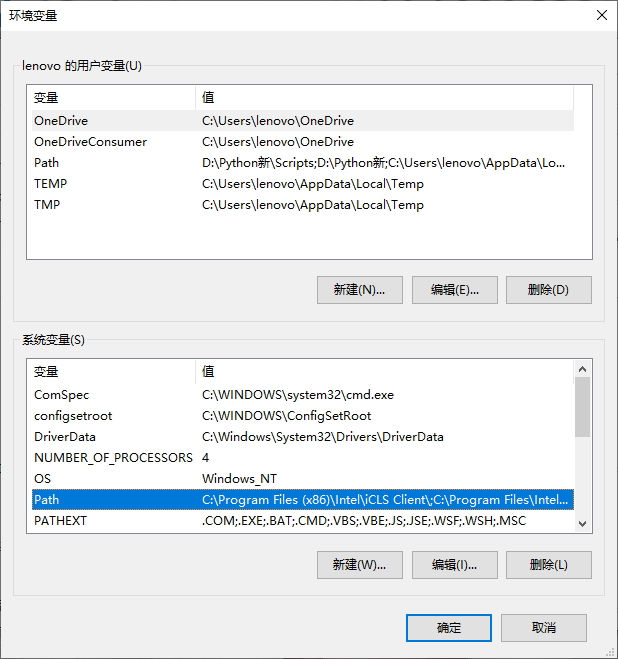 环境变量
lenovo 的用户变量(U)
变量 值
OneDrive C:\Users\lenovo\OneDrive
OneDriveConsumer C:\Users\lenovo\OneDrive
Path D:\Python新\Scripts;D:\Python新;C:\Users\lenovo\AppData\Lo...
TEMP C:\Users\lenovo\AppData\Local\Temp
TMP C:\Users\lenovo\AppData\Local\Temp
新建(N)... 编辑(E)... 删除(D)
系统变量(S)
变量 值
ComSpec C:\WINDOWS\system32\cmd.exe
configsetroot C:\WINDOWS\ConfigSetRoot
DriverData C:\Windows\System32\Drivers\DriverData
NUMBER_OF_PROCESSORS 4
OS Windows_NT
Path C:\Program Files (x86)\Intel\iCLS Client\;C:\Program Files\Intel...
PATHEXT .COM;.EXE;.BAT;.CMD;.VBS;.VBE;.JS;.JSE;.WSF;.WSH;.MSC
新建(W)... 编辑(I)... 删除(L)
确定 取消